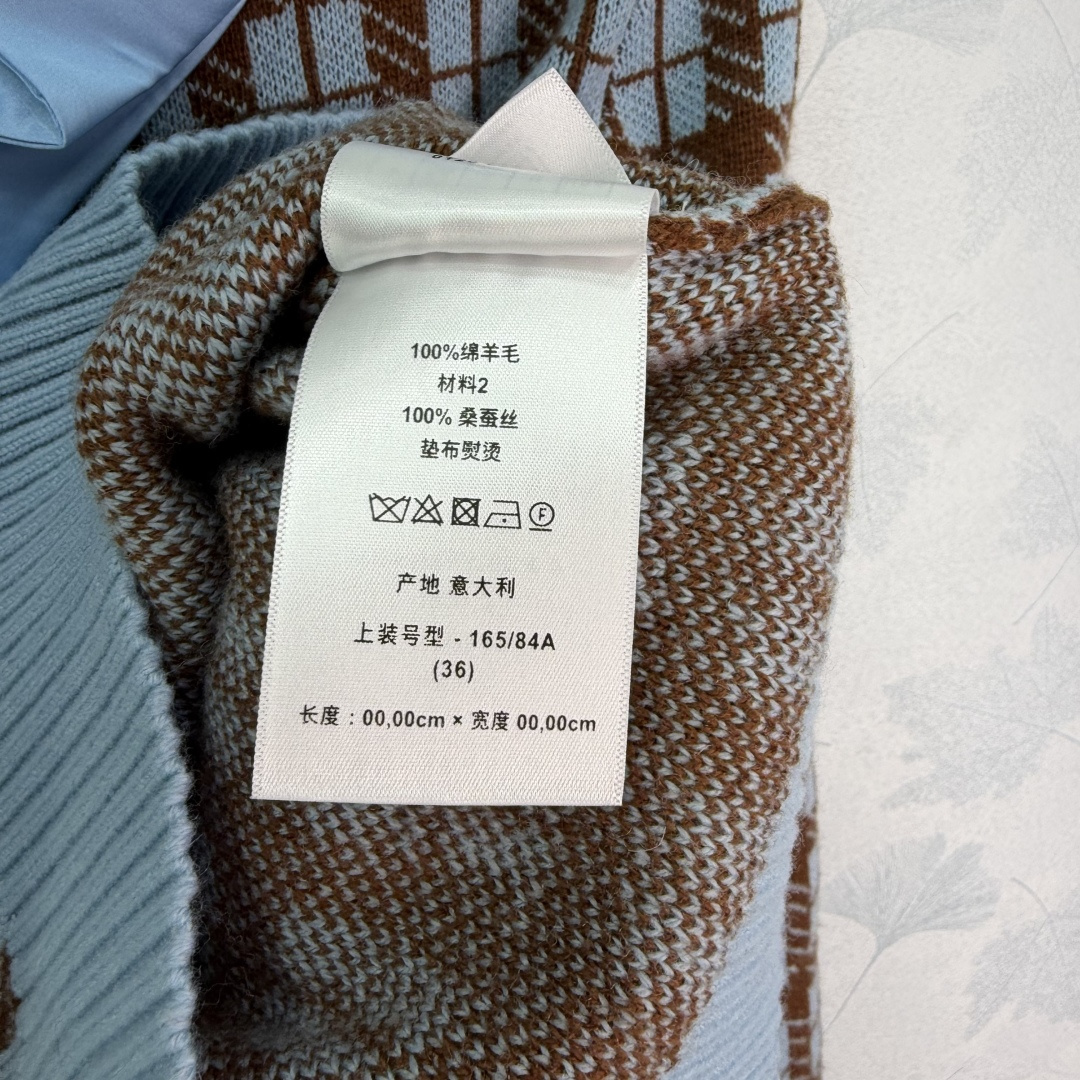 100%绵羊毛
材料2
100% 桑蚕丝
垫布熨烫
F
产地 意大利
上装号型 - 165/84A
(36)
长度：00,00cm × 宽度 00,00cm